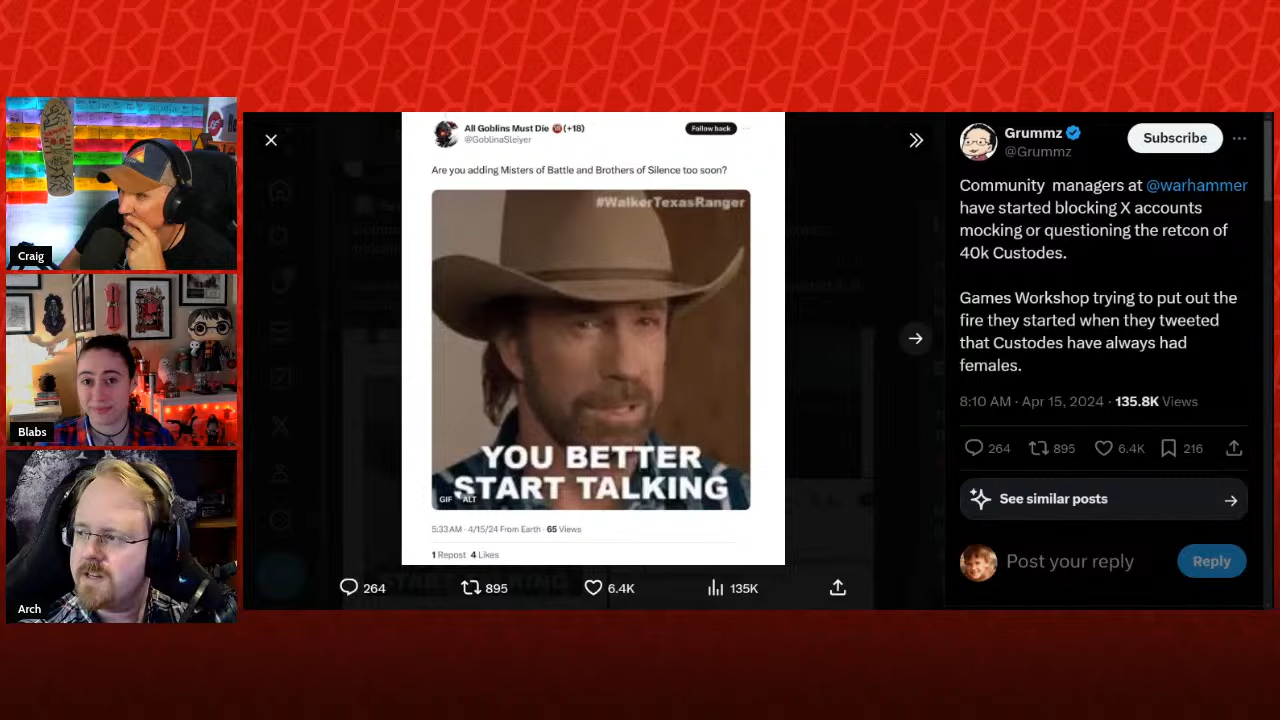 Craig
Blabs
Arch
All Goblins Must Die 🔞(+18)
@GoblinaSleiyer
Follow back
Are you adding Misters of Battle and Brothers of Silence too soon?
#WalkerTexasRanger
YOU BETTER
START TALKING
GIF ALT
5:33 AM · 4/15/24 From Earth · 65 Views
1 Repost 4 Likes
264
895
6.4K
135K
Grummz
@Grummz
Subscribe
Community managers at @warhammer
have started blocking X accounts
mocking or questioning the retcon of
40k Custodes.
Games Workshop trying to put out the
fire they started when they tweeted
that Custodes have always had
females.
8:10 AM · Apr 15, 2024 · 135.8K Views
264
895
6.4K
216
See similar posts
Post your reply
Reply